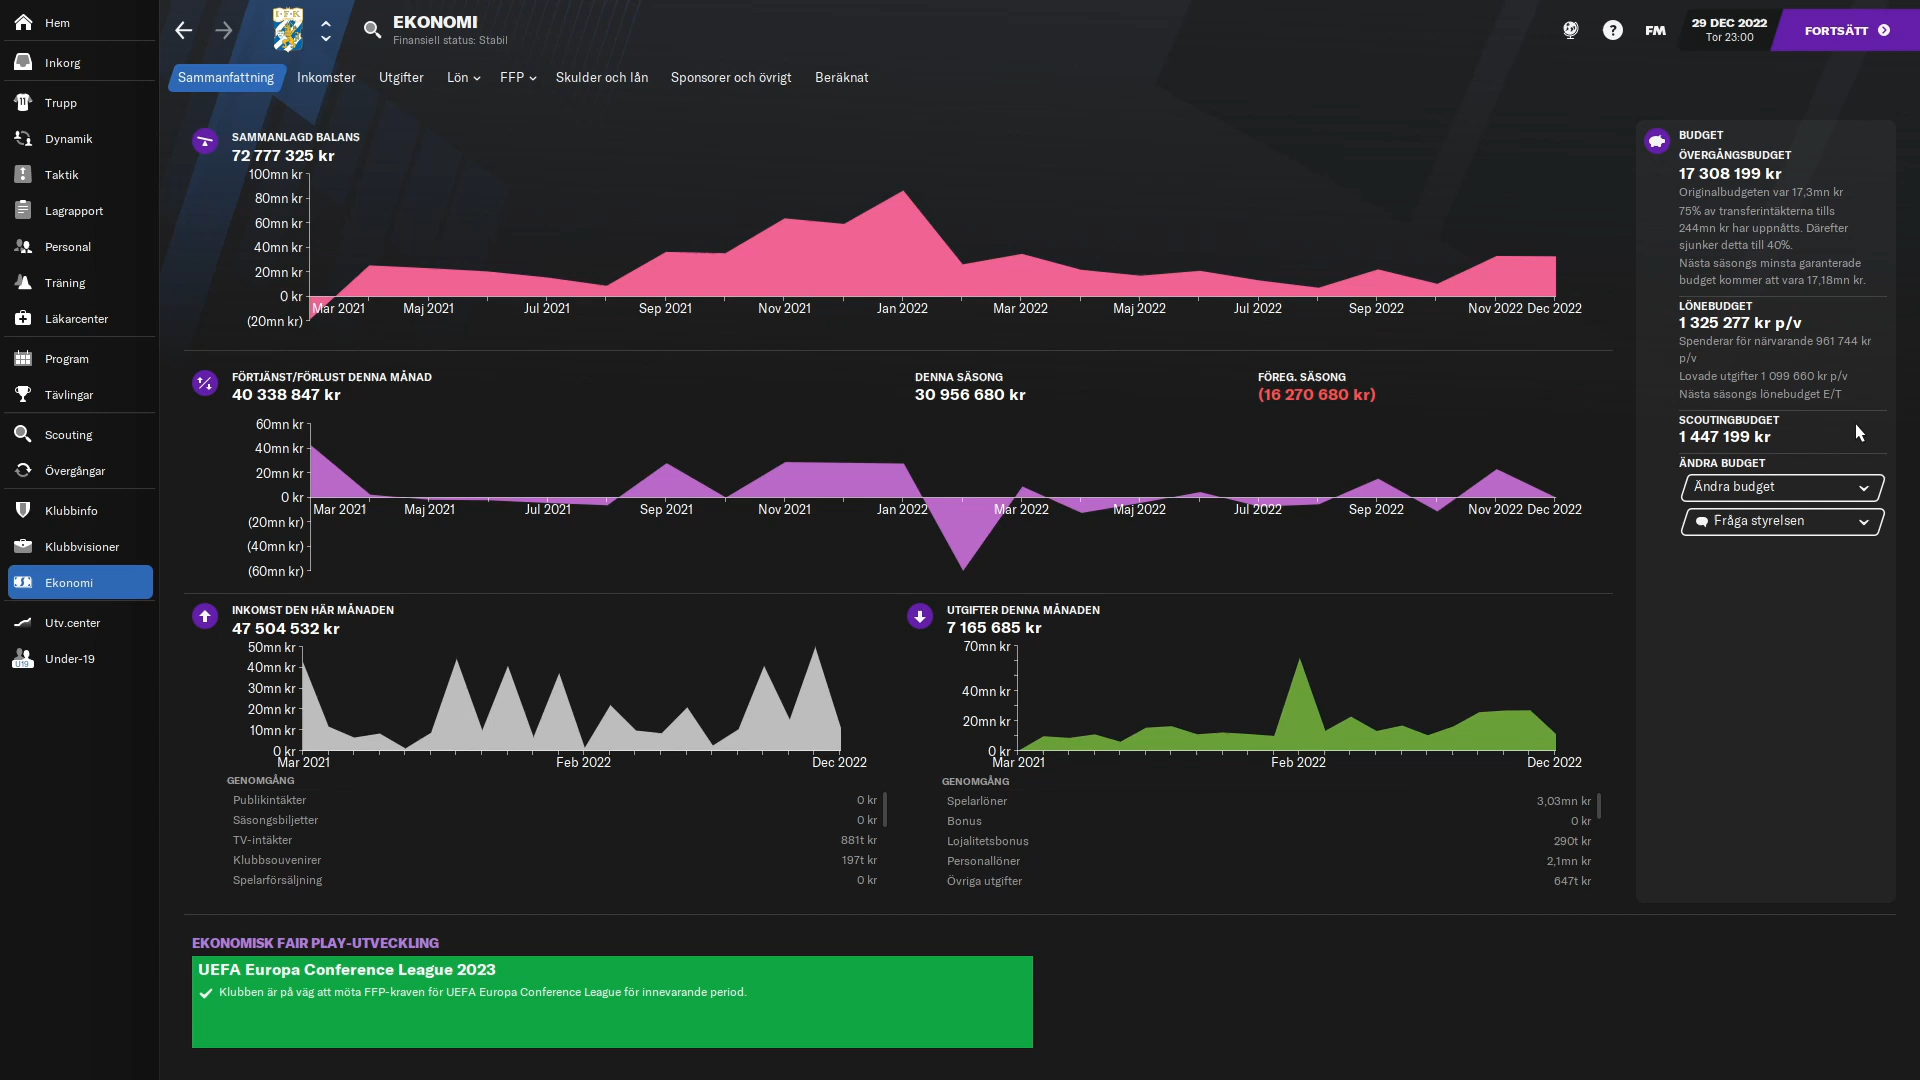 Hem
Inkorg
Trupp
Dynamik
Taktik
Lagrapport
Personal
Träning
Läkarcenter
Program
Tävlingar
Scouting
Övergångar
Klubbinfo
Klubbvisioner
Ekonomi
Utv.center
U19
Under-19
I·F·K
EKONOMI
Finansiell status: Stabil
?
FM
29 DEC 2022
Tor 23:00
FORTSÄTT
Sammanfattning Inkomster Utgifter Lön FFP Skulder och lån Sponsorer och övrigt Beräknat
SAMMANLAGD BALANS
72 777 325 kr
100mn kr
80mn kr
60mn kr
40mn kr
20mn kr
0 kr
(20mn kr)
Mar 2021 Maj 2021 Jul 2021 Sep 2021 Nov 2021 Jan 2022 Mar 2022 Maj 2022 Jul 2022 Sep 2022 Nov 2022 Dec 2022
FÖRTJÄNST/FÖRLUST DENNA MÅNAD
40 338 847 kr
DENNA SÄSONG
30 956 680 kr
FÖREG. SÄSONG
(16 270 680 kr)
60mn kr
40mn kr
20mn kr
0 kr
(20mn kr)
(40mn kr)
(60mn kr)
Mar 2021 Maj 2021 Jul 2021 Sep 2021 Nov 2021 Jan 2022 Mar 2022 Maj 2022 Jul 2022 Sep 2022 Nov 2022 Dec 2022
INKOMST DEN HÄR MÅNADEN
47 504 532 kr
50mn kr
40mn kr
30mn kr
20mn kr
10mn kr
0 kr
Mar 2021 Feb 2022 Dec 2022
GENOMGÅNG
Publikintäkter 0 kr
Säsongsbiljetter 0 kr
TV-intäkter 881t kr
Klubbsouvenirer 197t kr
Spelarförsäljning 0 kr
UTGIFTER DENNA MÅNADEN
7 165 685 kr
70mn kr
40mn kr
20mn kr
0 kr
Mar 2021 Feb 2022 Dec 2022
GENOMGÅNG
Spelarlöner 3,03mn kr
Bonus 0 kr
Lojalitetsbonus 290t kr
Personallöner 2,1mn kr
Övriga utgifter 647t kr
BUDGET
ÖVERGÅNGSBUDGET
17 308 199 kr
Originalbudgeten var 17,3mn kr
75% av transferintäkterna tills
244mn kr har uppnåtts. Därefter
sjunker detta till 40%.
Nästa säsongs minsta garanterade
budget kommer att vara 17,18mn kr.
LÖNEBUDGET
1 325 277 kr p/v
Spenderar för närvarande 961 744 kr
p/v
Lovade utgifter 1 099 660 kr p/v
Nästa säsongs lönebudget E/T
SCOUTINGBUDGET
1 447 199 kr
ÄNDRA BUDGET
Ändra budget
Fråga styrelsen
EKONOMISK FAIR PLAY-UTVECKLING
UEFA Europa Conference League 2023
Klubben är på väg att möta FFP-kraven för UEFA Europa Conference League för innevarande period.